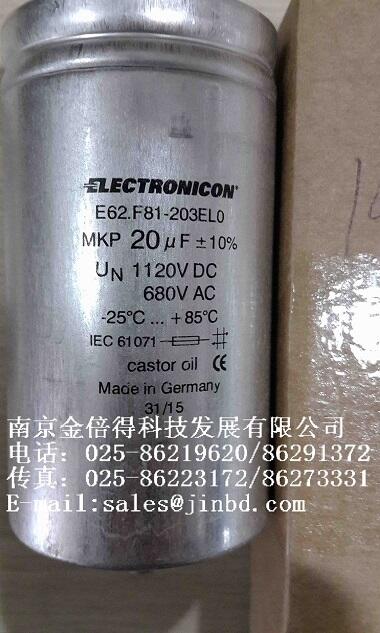 ELECTRONICON
E62.F81-203EL0
MKP 20 µF ±10%
UN 1120V DC
680V AC
-25°C ... +85°C
IEC 61071
castor oil CE
Made in Germany
31/15
南京金倍得科技发展有限公司
电话: 025-86219620/86291372
传真: 025-86223172/86273331
E-mail:sales@jinbd.com